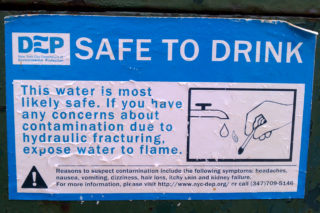 DEP
New York City Department of
Environmental Protection
SAFE TO DRINK
This water is most
likely safe. If you have
any concerns about
contamination due to
hydraulic fracturing,
expose water to flame.
Reasons to suspect contamination include the following symptoms: headaches,
nausea, vomiting, dizziness, hair loss, itchy skin and kidney failure.
For more information, please visit http://www.nyc-dep.org/ or call (347)709-5146